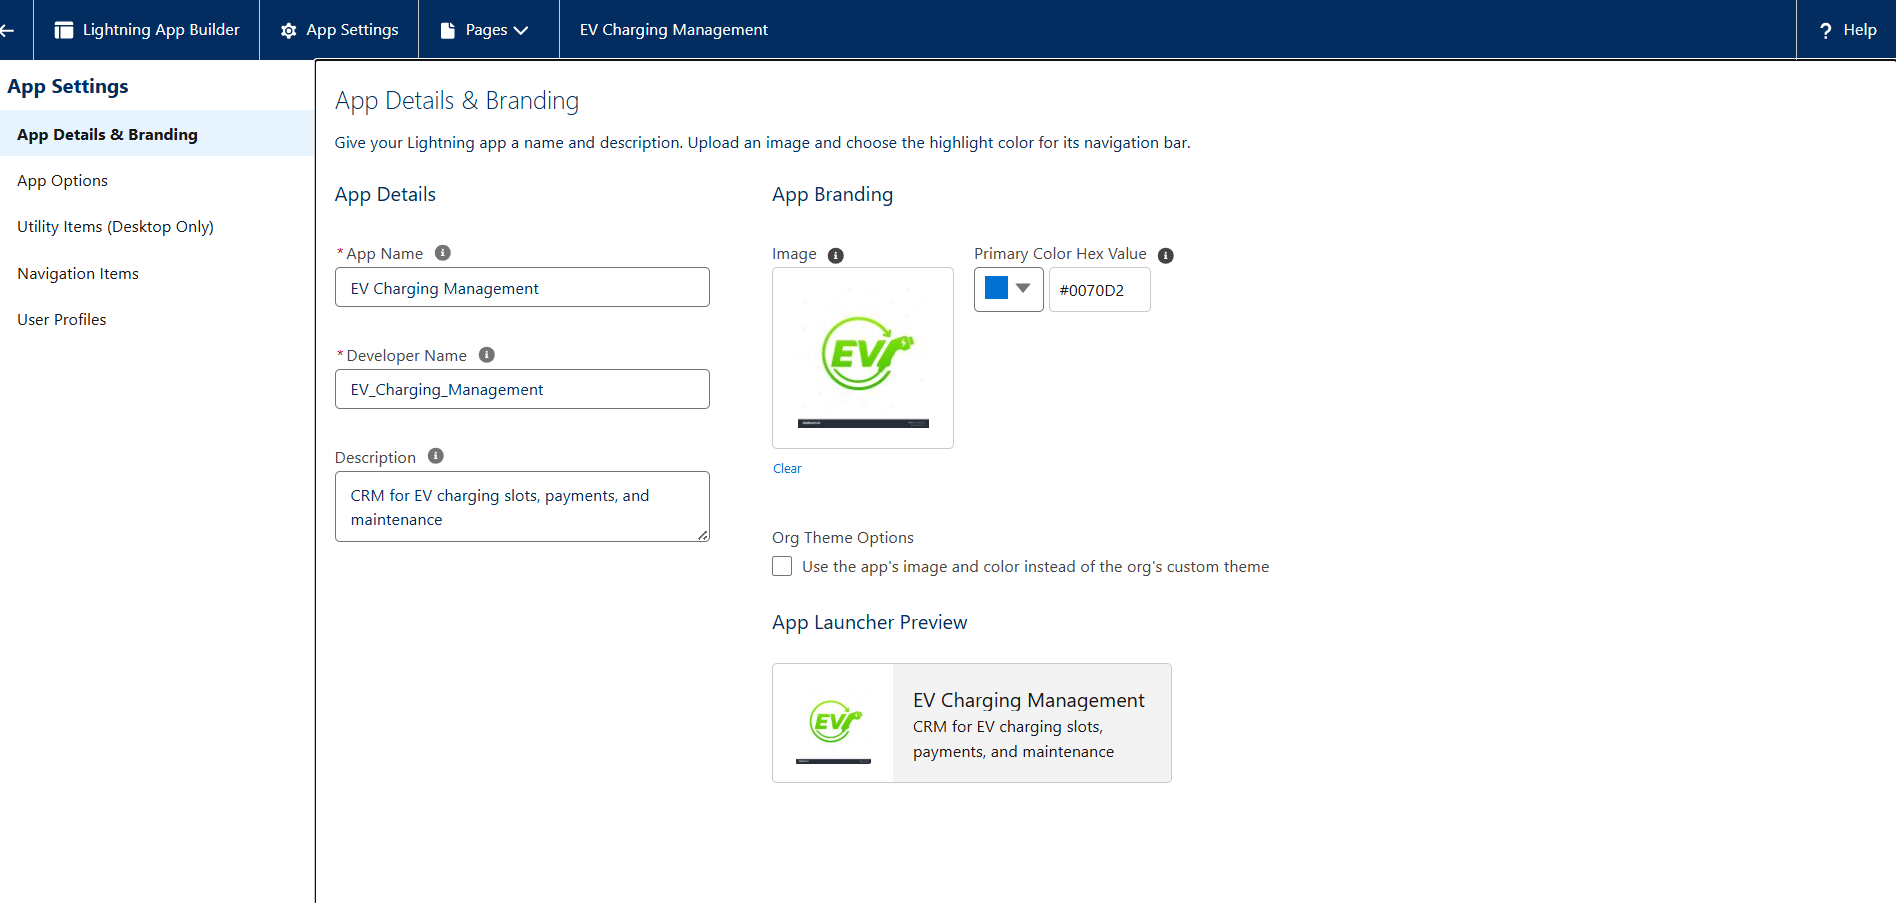 Lightning App Builder
App Settings
Pages
EV Charging Management
? Help
App Settings
App Details & Branding
App Options
Utility Items (Desktop Only)
Navigation Items
User Profiles
App Details & Branding
Give your Lightning app a name and description. Upload an image and choose the highlight color for its navigation bar.
App Details
*App Name
EV Charging Management
*Developer Name
EV_Charging_Management
Description
CRM for EV charging slots, payments, and
maintenance
App Branding
Image
EV
Clear
Primary Color Hex Value
#0070D2
Org Theme Options
Use the app's image and color instead of the org's custom theme
App Launcher Preview
EV
EV Charging Management
CRM for EV charging slots,
payments, and maintenance